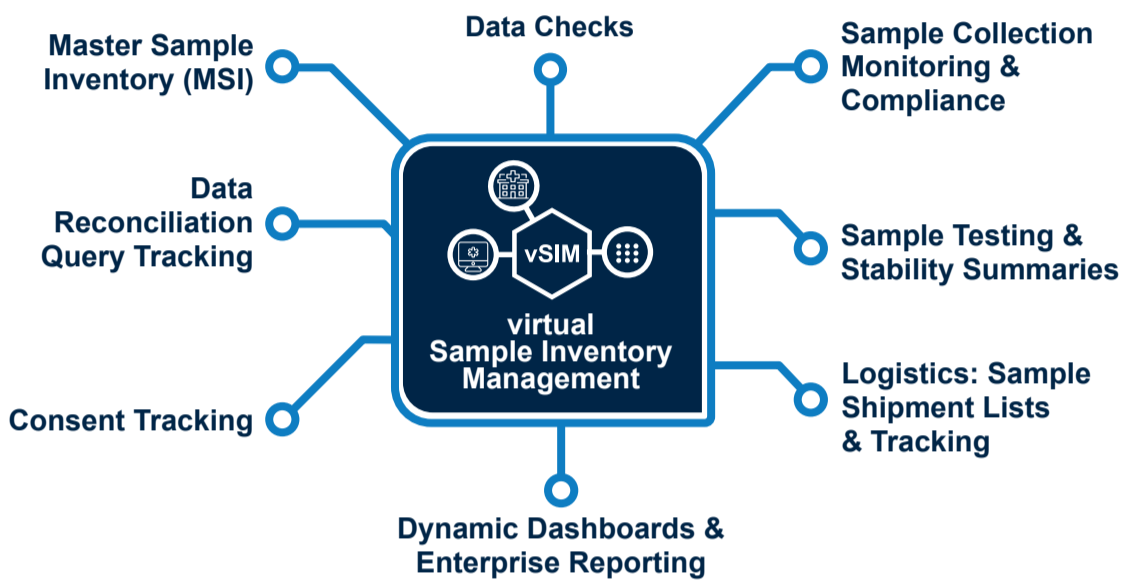 Master Sample
Inventory (MSI)
Data Checks
Sample Collection
Monitoring &
Compliance
Data
Reconciliation
Query Tracking
vSIM
virtual
Sample Inventory
Management
Sample Testing &
Stability Summaries
Consent Tracking
Logistics: Sample
Shipment Lists
& Tracking
Dynamic Dashboards &
Enterprise Reporting